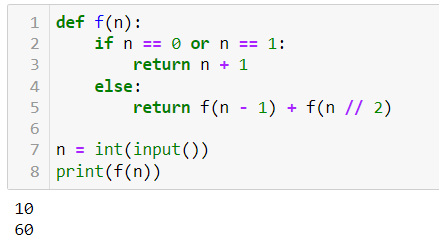 1 def f(n):
2     if n == 0 or n == 1:
3         return n + 1
4     else:
5         return f(n - 1) + f(n // 2)
6
7 n = int(input())
8 print(f(n))
10
60